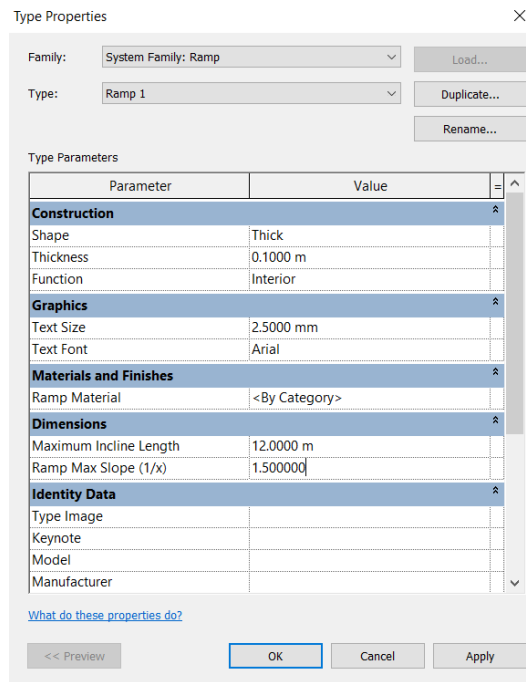 Type Properties
Family: System Family: Ramp Load...
Type: Ramp 1 Duplicate...
Rename...
Type Parameters
Parameter Value =
Construction
Shape Thick
Thickness 0.1000 m
Function Interior
Graphics
Text Size 2.5000 mm
Text Font Arial
Materials and Finishes
Ramp Material <By Category>
Dimensions
Maximum Incline Length 12.0000 m
Ramp Max Slope (1/x) 1.500000
Identity Data
Type Image
Keynote
Model
Manufacturer
What do these properties do?
<< Preview OK Cancel Apply